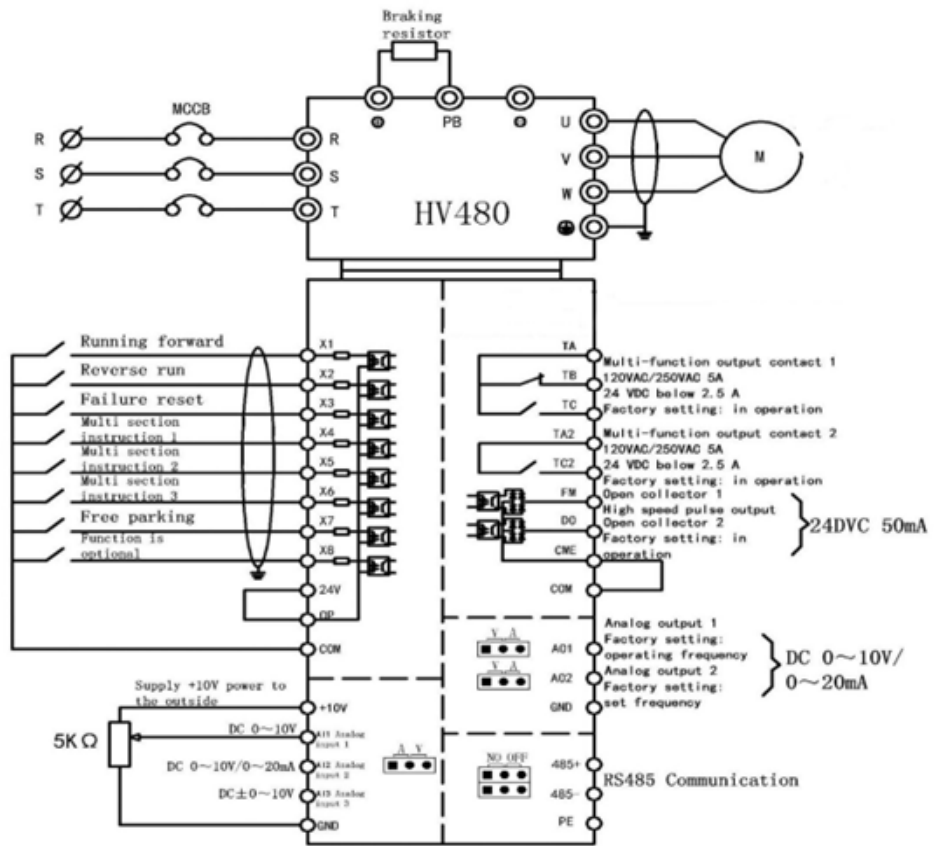 Braking
resistor
MCCB
⊕ PB ⊖
R R
S S
T T
U
V
W
M
HV480
Running forward
Reverse run
Failure reset
Multi section
instruction 1
Multi section
instruction 2
Multi section
instruction 3
Free parking
Function is
optional
X1
X2
X3
X4
X5
X6
X7
X8
24V
OP
COM
TA
TB
TC
TA2
TC2
FM
DO
CME
COM
Multi-function output contact 1
120VAC/250VAC 5A
24 VDC below 2.5 A
Factory setting: in operation
Multi-function output contact 2
120VAC/250VAC 5A
24 VDC below 2.5 A
Factory setting: in operation
Open collector 1
High speed pulse output
Open collector 2
Factory setting: in
operation
24DVC 50mA
V A
V A
AO1
AO2
GND
Analog output 1
Factory setting:
operating frequency
Analog output 2
Factory setting:
set frequency
DC 0～10V/
0～20mA
Supply +10V power to
the outside
5KΩ
DC 0～10V
DC 0～10V/0～20mA
DC±0～10V
+10V
AI1 Analog
input 1
AI2 Analog
input 2
AI3 Analog
input 3
GND
A V
NO OFF
485+
485-
PE
RS485 Communication